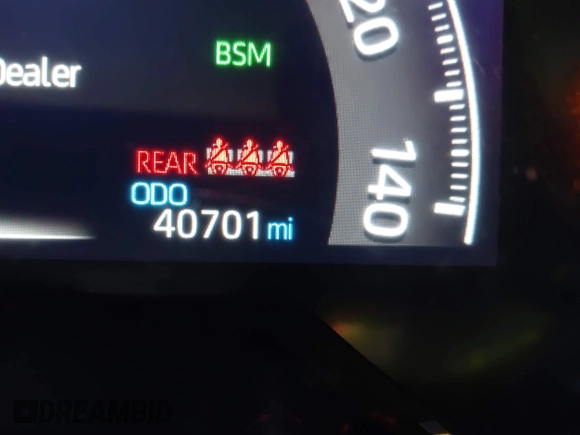 20
BSM
Dealer
140
REAR
ODO
40701 mi
DREAMBID